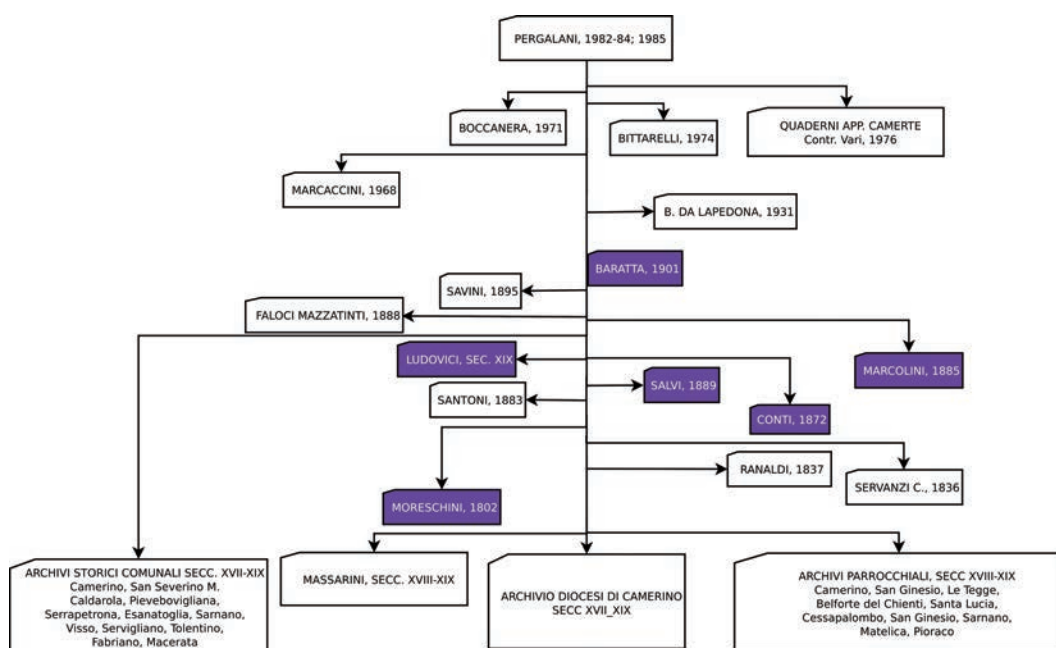 PERGALANI, 1982-84; 1985
BOCCANERA, 1971
BITTARELLI, 1974
QUADERNI APP. CAMERTE
Contr. Vari, 1976
MARCACCINI, 1968
B. DA LAPEDONA, 1931
BARATTA, 1901
SAVINI, 1895
FALOCI MAZZATINTI, 1888
LUDOVICI, SEC. XIX
MARCOLINI, 1885
SALVI, 1889
SANTONI, 1883
CONTI, 1872
RANALDI, 1837
SERVANZI C., 1836
MORESCHINI, 1802
ARCHIVI STORICI COMUNALI SECC. XVII-XIX
Camerino, San Severino M.
Caldarola, Pievebovigliana,
Serrapetrona, Esanatoglia, Sarnano,
Visso, Servigliano, Tolentino,
Fabriano, Macerata
MASSARINI, SECC. XVIII-XIX
ARCHIVIO DIOCESI DI CAMERINO
SECC XVII_XIX
ARCHIVI PARROCCHIALI, SECC XVIII-XIX
Camerino, San Ginesio, Le Tegge,
Belforte del Chienti, Santa Lucia,
Cessapalombo, San Ginesio, Sarnano,
Matelica, Pioraco